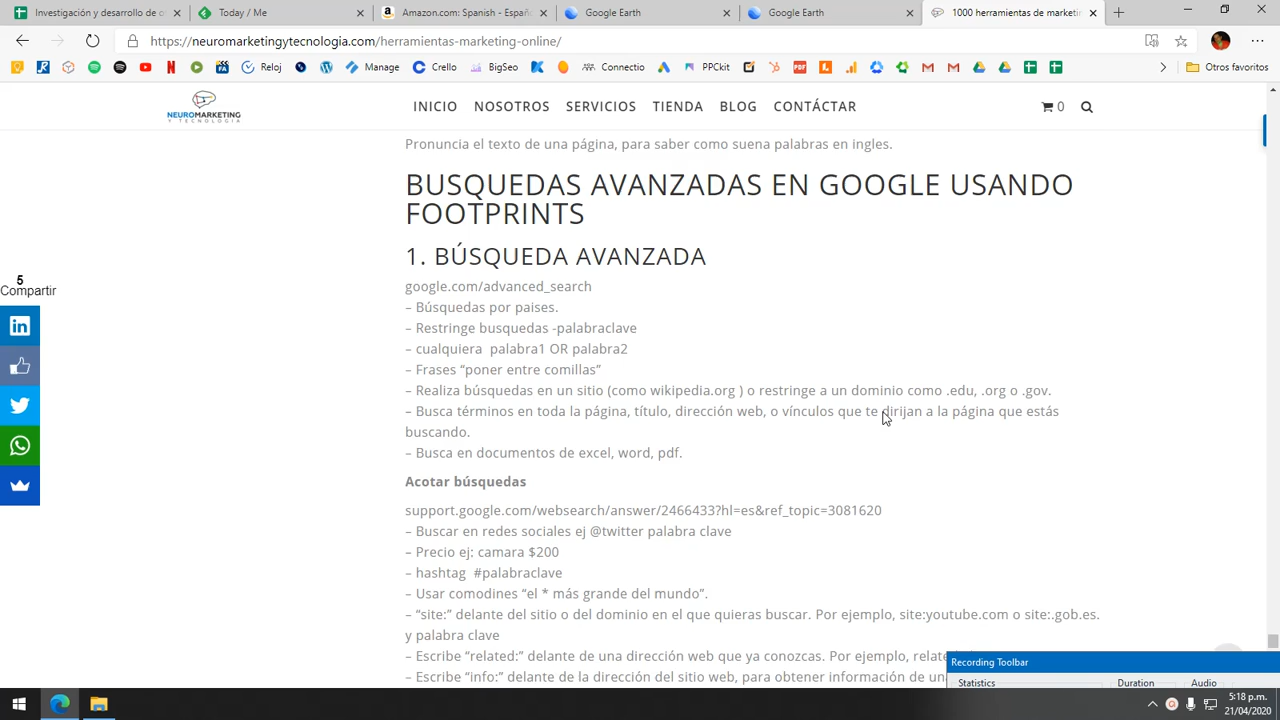 Investigación y desarrollo de o
Today / Me
Amazon.com: Spanish - Españo
Google Earth
Google Earth
1000 herramientas de marketin
https://neuromarketingytecnologia.com/herramientas-marketing-online/
Reloj
Manage
Crello
BigSeo
Connectio
PPCkit
Otros favoritos
NEUROMARKETING
Y TECNOLOGÍA
INICIO NOSOTROS SERVICIOS TIENDA BLOG CONTÁCTAR
0
Pronuncia el texto de una página, para saber como suena palabras en ingles.
BUSQUEDAS AVANZADAS EN GOOGLE USANDO
FOOTPRINTS
1. BÚSQUEDA AVANZADA
google.com/advanced_search
– Búsquedas por paises.
– Restringe busquedas -palabraclave
– cualquiera palabra1 OR palabra2
– Frases “poner entre comillas”
– Realiza búsquedas en un sitio (como wikipedia.org ) o restringe a un dominio como .edu, .org o .gov.
– Busca términos en toda la página, título, dirección web, o vínculos que te dirijan a la página que estás
buscando.
– Busca en documentos de excel, word, pdf.
Acotar búsquedas
support.google.com/websearch/answer/2466433?hl=es&ref_topic=3081620
– Buscar en redes sociales ej @twitter palabra clave
– Precio ej: camara $200
– hashtag #palabraclave
– Usar comodines “el * más grande del mundo”.
– “site:” delante del sitio o del dominio en el que quieras buscar. Por ejemplo, site:youtube.com o site:.gob.es.
y palabra clave
– Escribe “related:” delante de una dirección web que ya conozcas. Por ejemplo, relate
– Escribe “info:” delante de la dirección del sitio web, para obtener información de un
5
Compartir
Recording Toolbar
Statistics
Duration
Audio
5:18 p.m.
21/04/2020